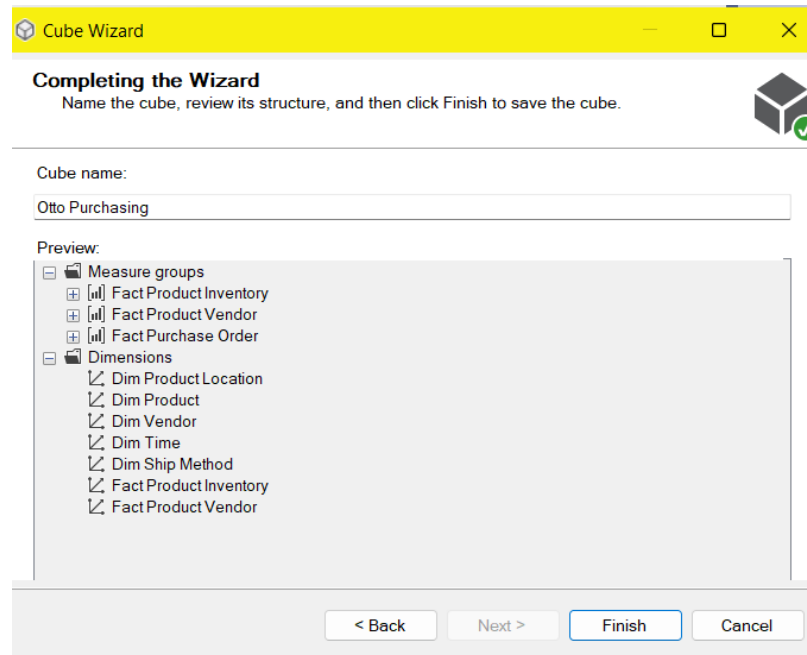 Cube Wizard
Completing the Wizard
Name the cube, review its structure, and then click Finish to save the cube.
Cube name:
Otto Purchasing
Preview:
Measure groups
Fact Product Inventory
Fact Product Vendor
Fact Purchase Order
Dimensions
Dim Product Location
Dim Product
Dim Vendor
Dim Time
Dim Ship Method
Fact Product Inventory
Fact Product Vendor
< Back Next > Finish Cancel